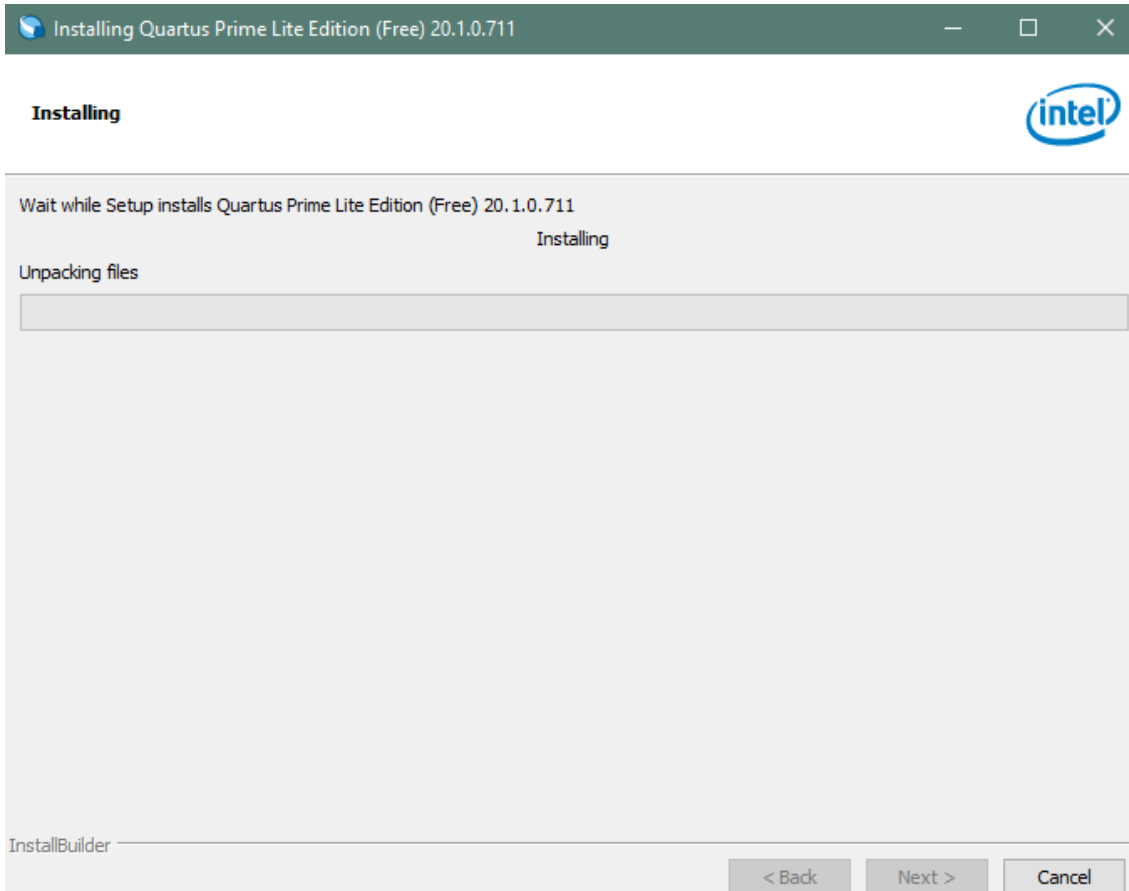 Installing Quartus Prime Lite Edition (Free) 20.1.0.711
Installing
intel
Wait while Setup installs Quartus Prime Lite Edition (Free) 20.1.0.711
Installing
Unpacking files
InstallBuilder
< Back Next > Cancel